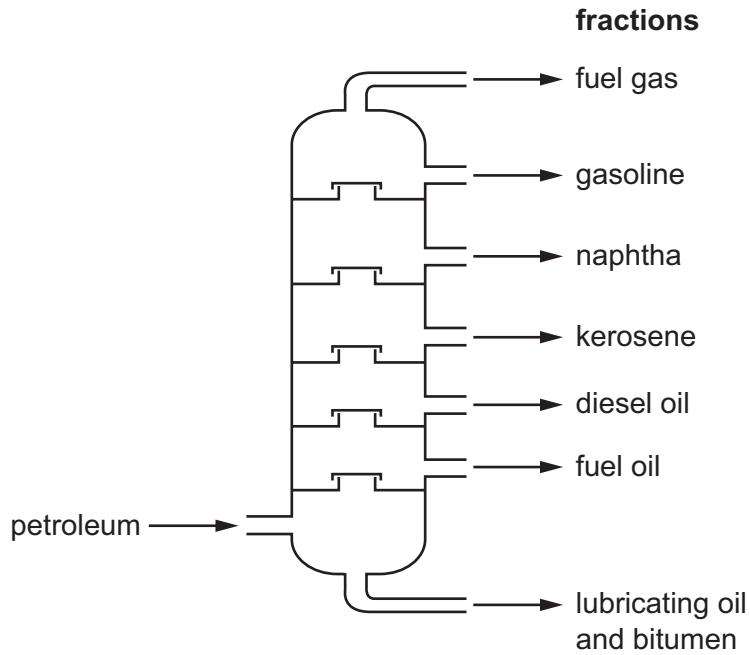 fractions
fuel gas
gasoline
naphtha
kerosene
diesel oil
fuel oil
petroleum
lubricating oil
and bitumen